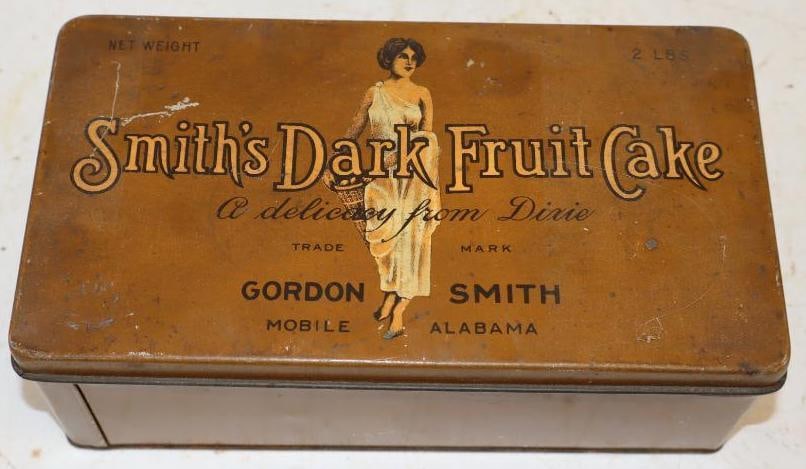 NET WEIGHT 2 LBS
Smith's Dark Fruit Cake
A delicacy from Dixie
TRADE MARK
GORDON SMITH
MOBILE ALABAMA